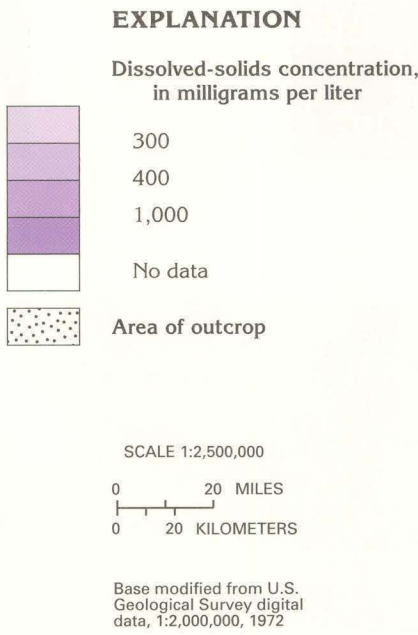 EXPLANATION
Dissolved-solids concentration,
in milligrams per liter
300
400
1,000
No data
Area of outcrop
SCALE 1:2,500,000
0 20 MILES
0 20 KILOMETERS
Base modified from U.S.
Geological Survey digital
data, 1:2,000,000, 1972